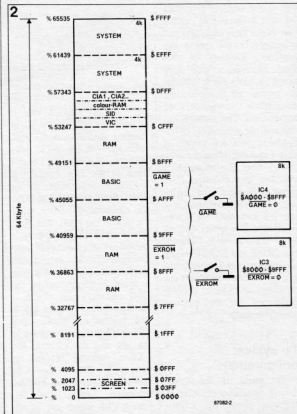 2
% 65535 $ FFFF
4k
SYSTEM
% 61439 $ EFFF
4k
SYSTEM
% 57343 $ DFFF
CIA1 , CIA2..
colour-RAM
SID
VIC
% 53247 $ CFFF
RAM
% 49151 $ BFFF
BASIC
GAME
= 1
% 45055 $ AFFF
BASIC
GAME
8k
IC4
$A000 - $BFFF
GAME = 0
% 40959 $ 9FFF
RAM
EXROM
= 1
% 36863 $ 8FFF
RAM
EXROM
8k
IC3
$8000 - $9FFF
EXROM = 0
% 32767 $ 7FFF
% 8191 $ 1FFF
% 4095 $ 0FFF
% 2047 $ 07FF
SCREEN
% 1023 $ 03FF
% 0 $ 0000
64 Kbyte
87082-2